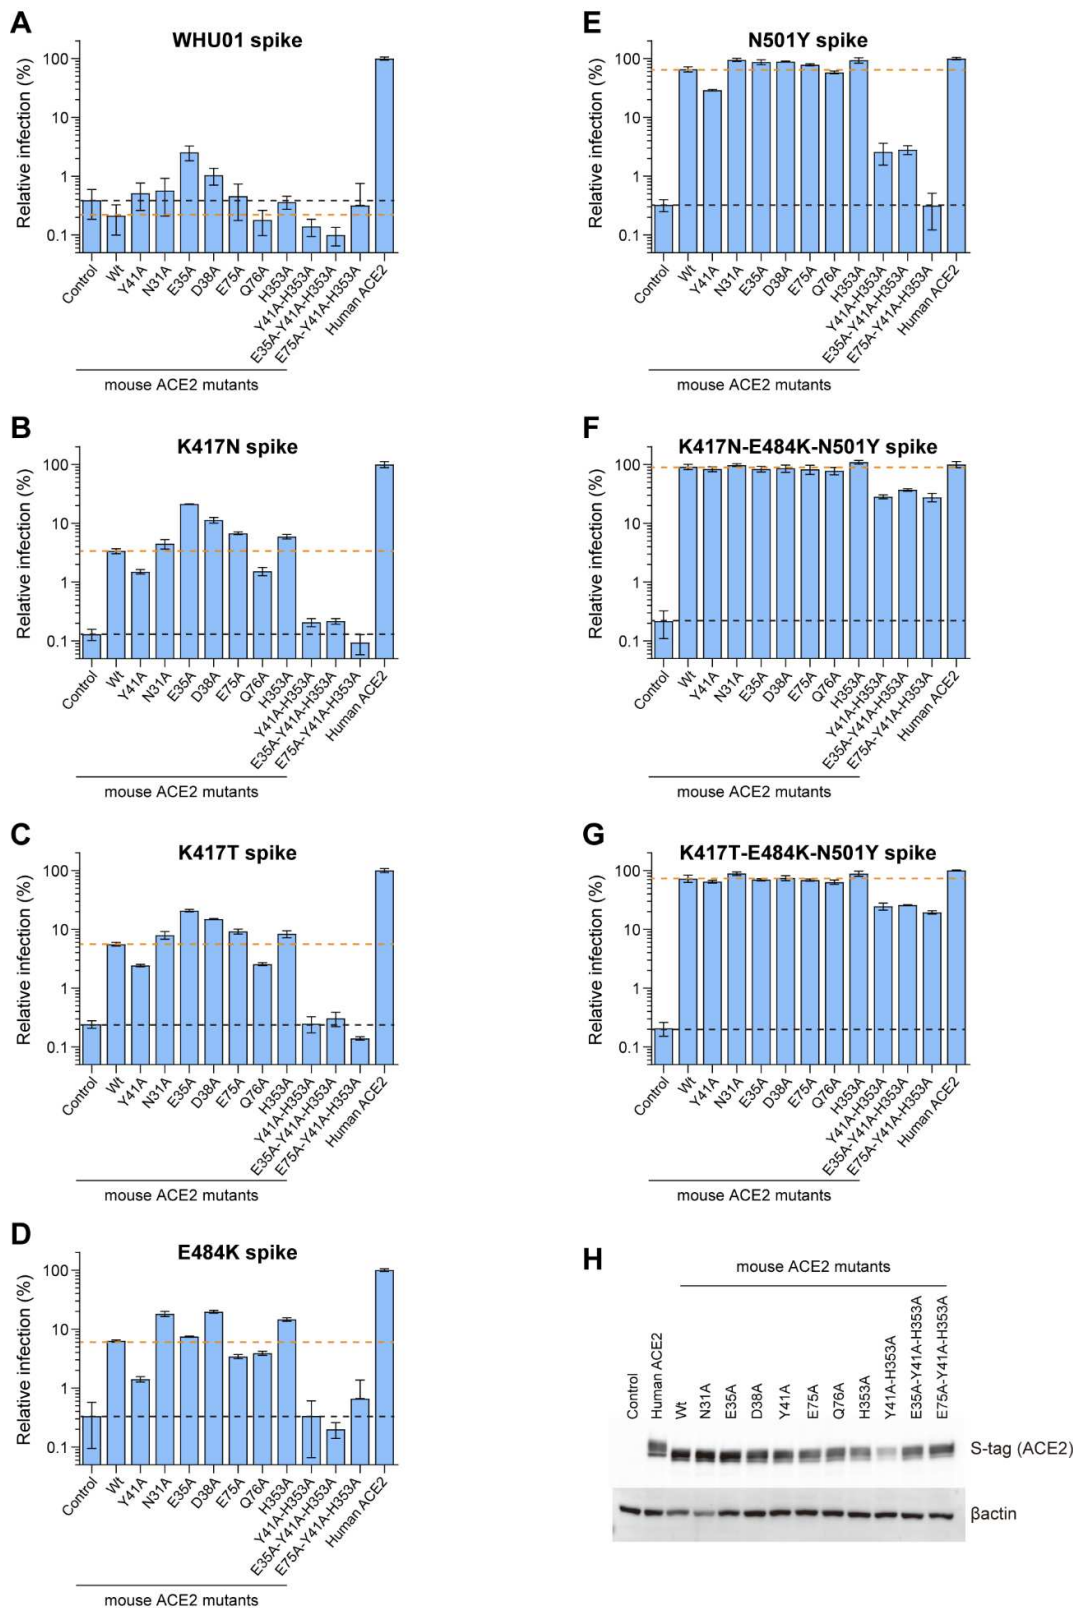 A
WHU01 spike
Relative infection (%)
100
10
1
0.1
Control
Wt
Y41A
N31A
E35A
D38A
E75A
Q76A
H353A
Y41A-H353A
E35A-Y41A-H353A
E75A-Y41A-H353A
Human ACE2
mouse ACE2 mutants
B
K417N spike
Relative infection (%)
100
10
1
0.1
Control
Wt
Y41A
N31A
E35A
D38A
E75A
Q76A
H353A
Y41A-H353A
E35A-Y41A-H353A
E75A-Y41A-H353A
Human ACE2
mouse ACE2 mutants
C
K417T spike
Relative infection (%)
100
10
1
0.1
Control
Wt
Y41A
N31A
E35A
D38A
E75A
Q76A
H353A
Y41A-H353A
E35A-Y41A-H353A
E75A-Y41A-H353A
Human ACE2
mouse ACE2 mutants
D
E484K spike
Relative infection (%)
100
10
1
0.1
Control
Wt
Y41A
N31A
E35A
D38A
E75A
Q76A
H353A
Y41A-H353A
E35A-Y41A-H353A
E75A-Y41A-H353A
Human ACE2
mouse ACE2 mutants
E
N501Y spike
Relative infection (%)
100
10
1
0.1
Control
Wt
Y41A
N31A
E35A
D38A
E75A
Q76A
H353A
Y41A-H353A
E35A-Y41A-H353A
E75A-Y41A-H353A
Human ACE2
mouse ACE2 mutants
F
K417N-E484K-N501Y spike
Relative infection (%)
100
10
1
0.1
Control
Wt
Y41A
N31A
E35A
D38A
E75A
Q76A
H353A
Y41A-H353A
E35A-Y41A-H353A
E75A-Y41A-H353A
Human ACE2
mouse ACE2 mutants
G
K417T-E484K-N501Y spike
Relative infection (%)
100
10
1
0.1
Control
Wt
Y41A
N31A
E35A
D38A
E75A
Q76A
H353A
Y41A-H353A
E35A-Y41A-H353A
E75A-Y41A-H353A
Human ACE2
mouse ACE2 mutants
H
mouse ACE2 mutants
Control
Human ACE2
Wt
N31A
E35A
D38A
Y41A
E75A
Q76A
H353A
Y41A-H353A
E35A-Y41A-H353A
E75A-Y41A-H353A
S-tag (ACE2)
βactin